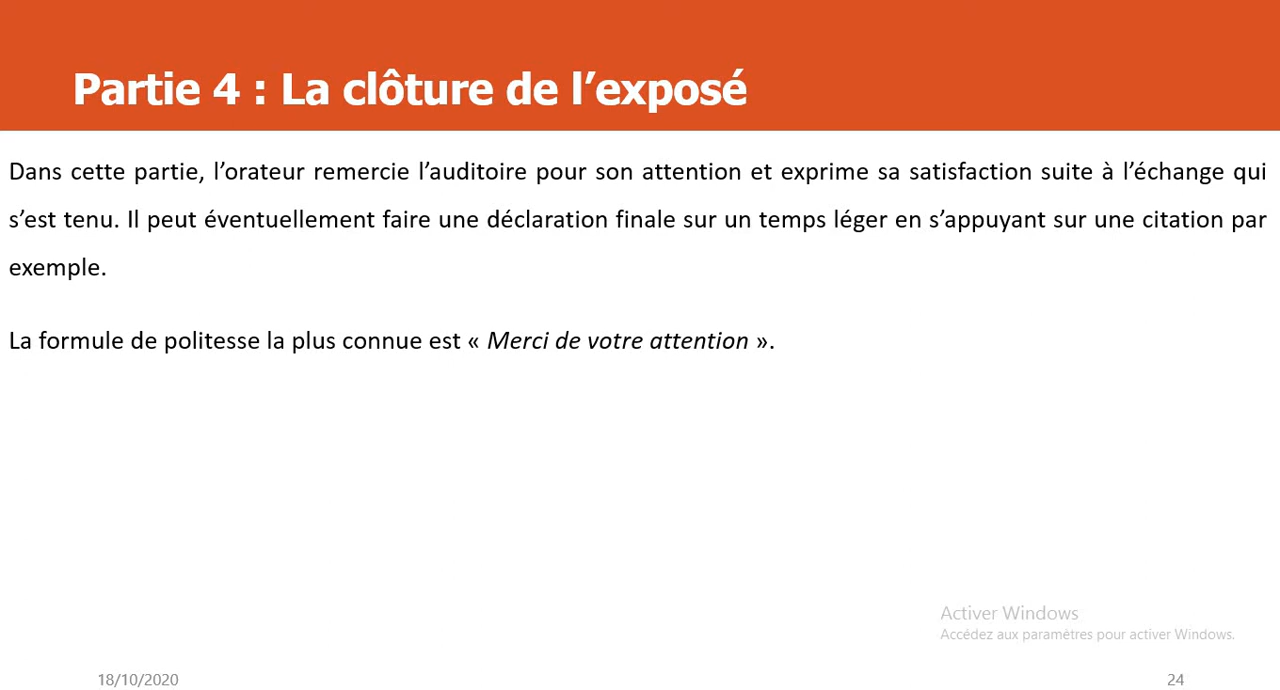 Partie 4 : La clôture de l’exposé
Dans cette partie, l’orateur remercie l’auditoire pour son attention et exprime sa satisfaction suite à l’échange qui
s’est tenu. Il peut éventuellement faire une déclaration finale sur un temps léger en s’appuyant sur une citation par
exemple.
La formule de politesse la plus connue est « Merci de votre attention ».
Activer Windows
Accédez aux paramètres pour activer Windows.
18/10/2020
24